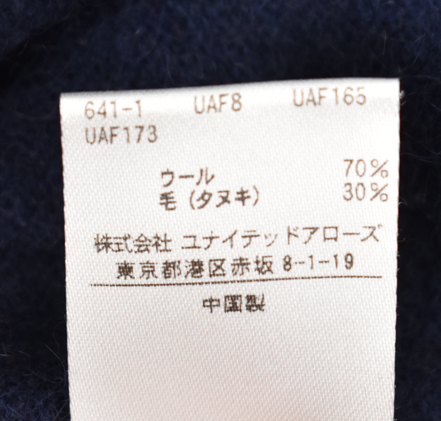 641-1 UAF8 UAF165
UAF173
ウール 70%
毛(タヌキ) 30%
株式会社 ユナイテッドアローズ
東京都港区赤坂 8-1-19
中国製